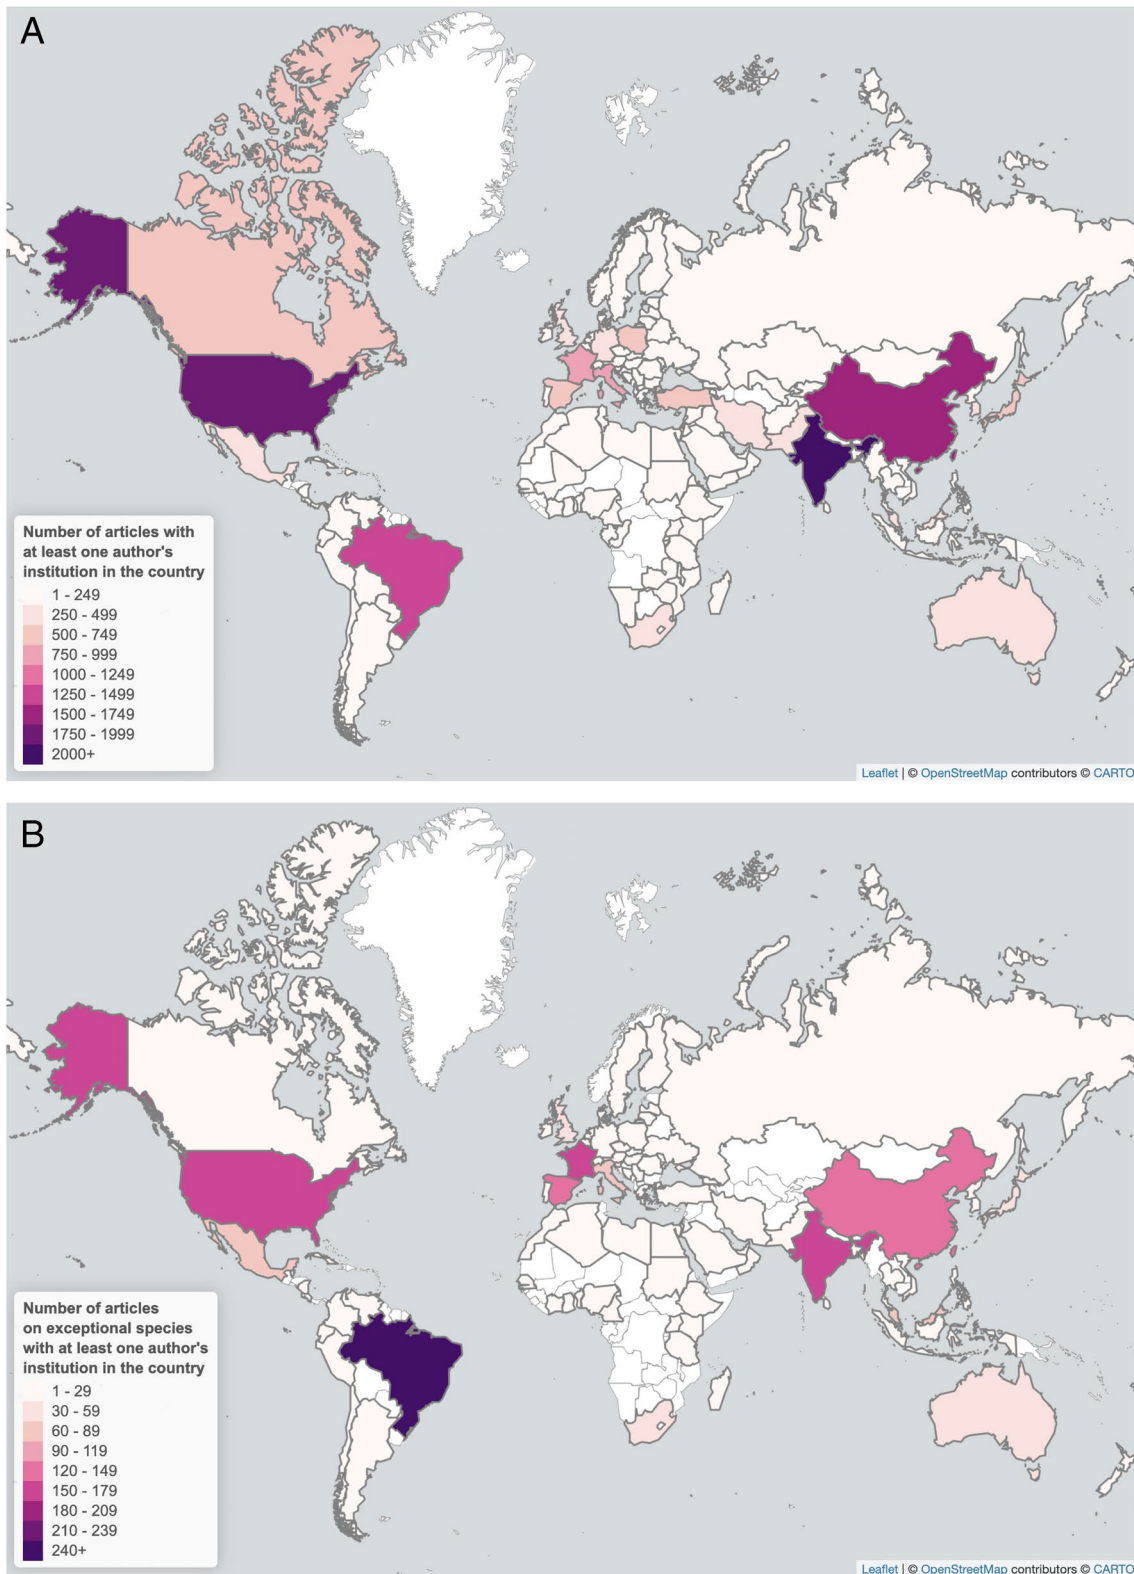 A
Number of articles with
at least one author's
institution in the country
1 - 249
250 - 499
500 - 749
750 - 999
1000 - 1249
1250 - 1499
1500 - 1749
1750 - 1999
2000+
Leaflet | © OpenStreetMap contributors © CARTO
B
Number of articles
on exceptional species
with at least one author's
institution in the country
1 - 29
30 - 59
60 - 89
90 - 119
120 - 149
150 - 179
180 - 209
210 - 239
240+
Leaflet | © OpenStreetMap contributors © CARTO